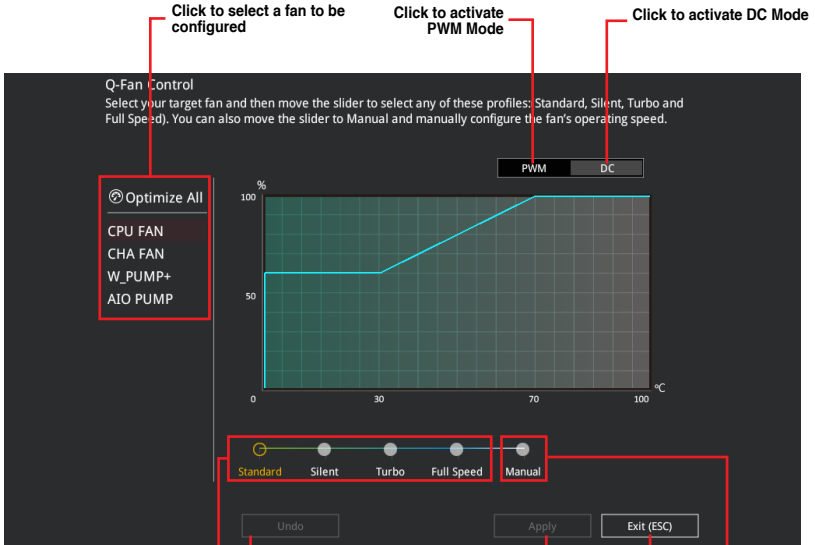 Click to select a fan to be
configured
Click to activate
PWM Mode
Click to activate DC Mode
Q-Fan Control
Select your target fan and then move the slider to select any of these profiles: Standard, Silent, Turbo and
Full Speed). You can also move the slider to Manual and manually configure the fan's operating speed.
PWM
DC
Optimize All
CPU FAN
CHA FAN
W_PUMP+
AIO PUMP
%
100
50
0
30
70
100
ºC
Standard
Silent
Turbo
Full Speed
Manual
Undo
Apply
Exit (ESC)